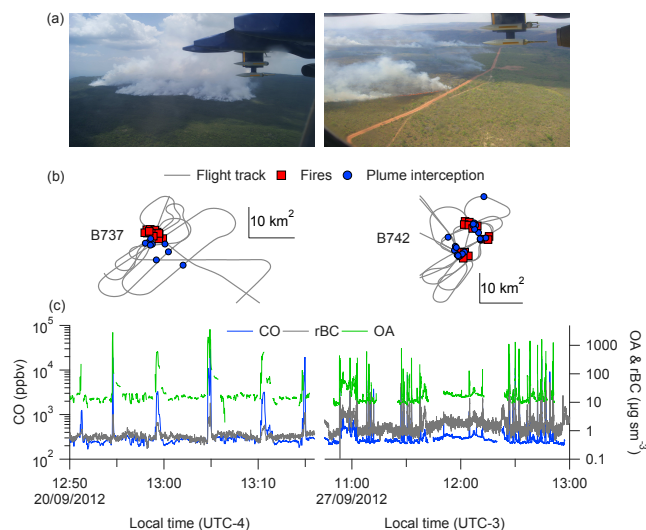 (a)
(b)
Flight track Fires Plume interception
B737
10 km²
B742
10 km²
(c)
CO rBC OA
CO (ppbv)
10⁵
10⁴
10³
10²
OA & rBC (µg sm⁻³)
1000
100
10
1
0.1
12:50 13:00 13:10
20/09/2012
11:00 12:00 13:00
27/09/2012
Local time (UTC-4)
Local time (UTC-3)